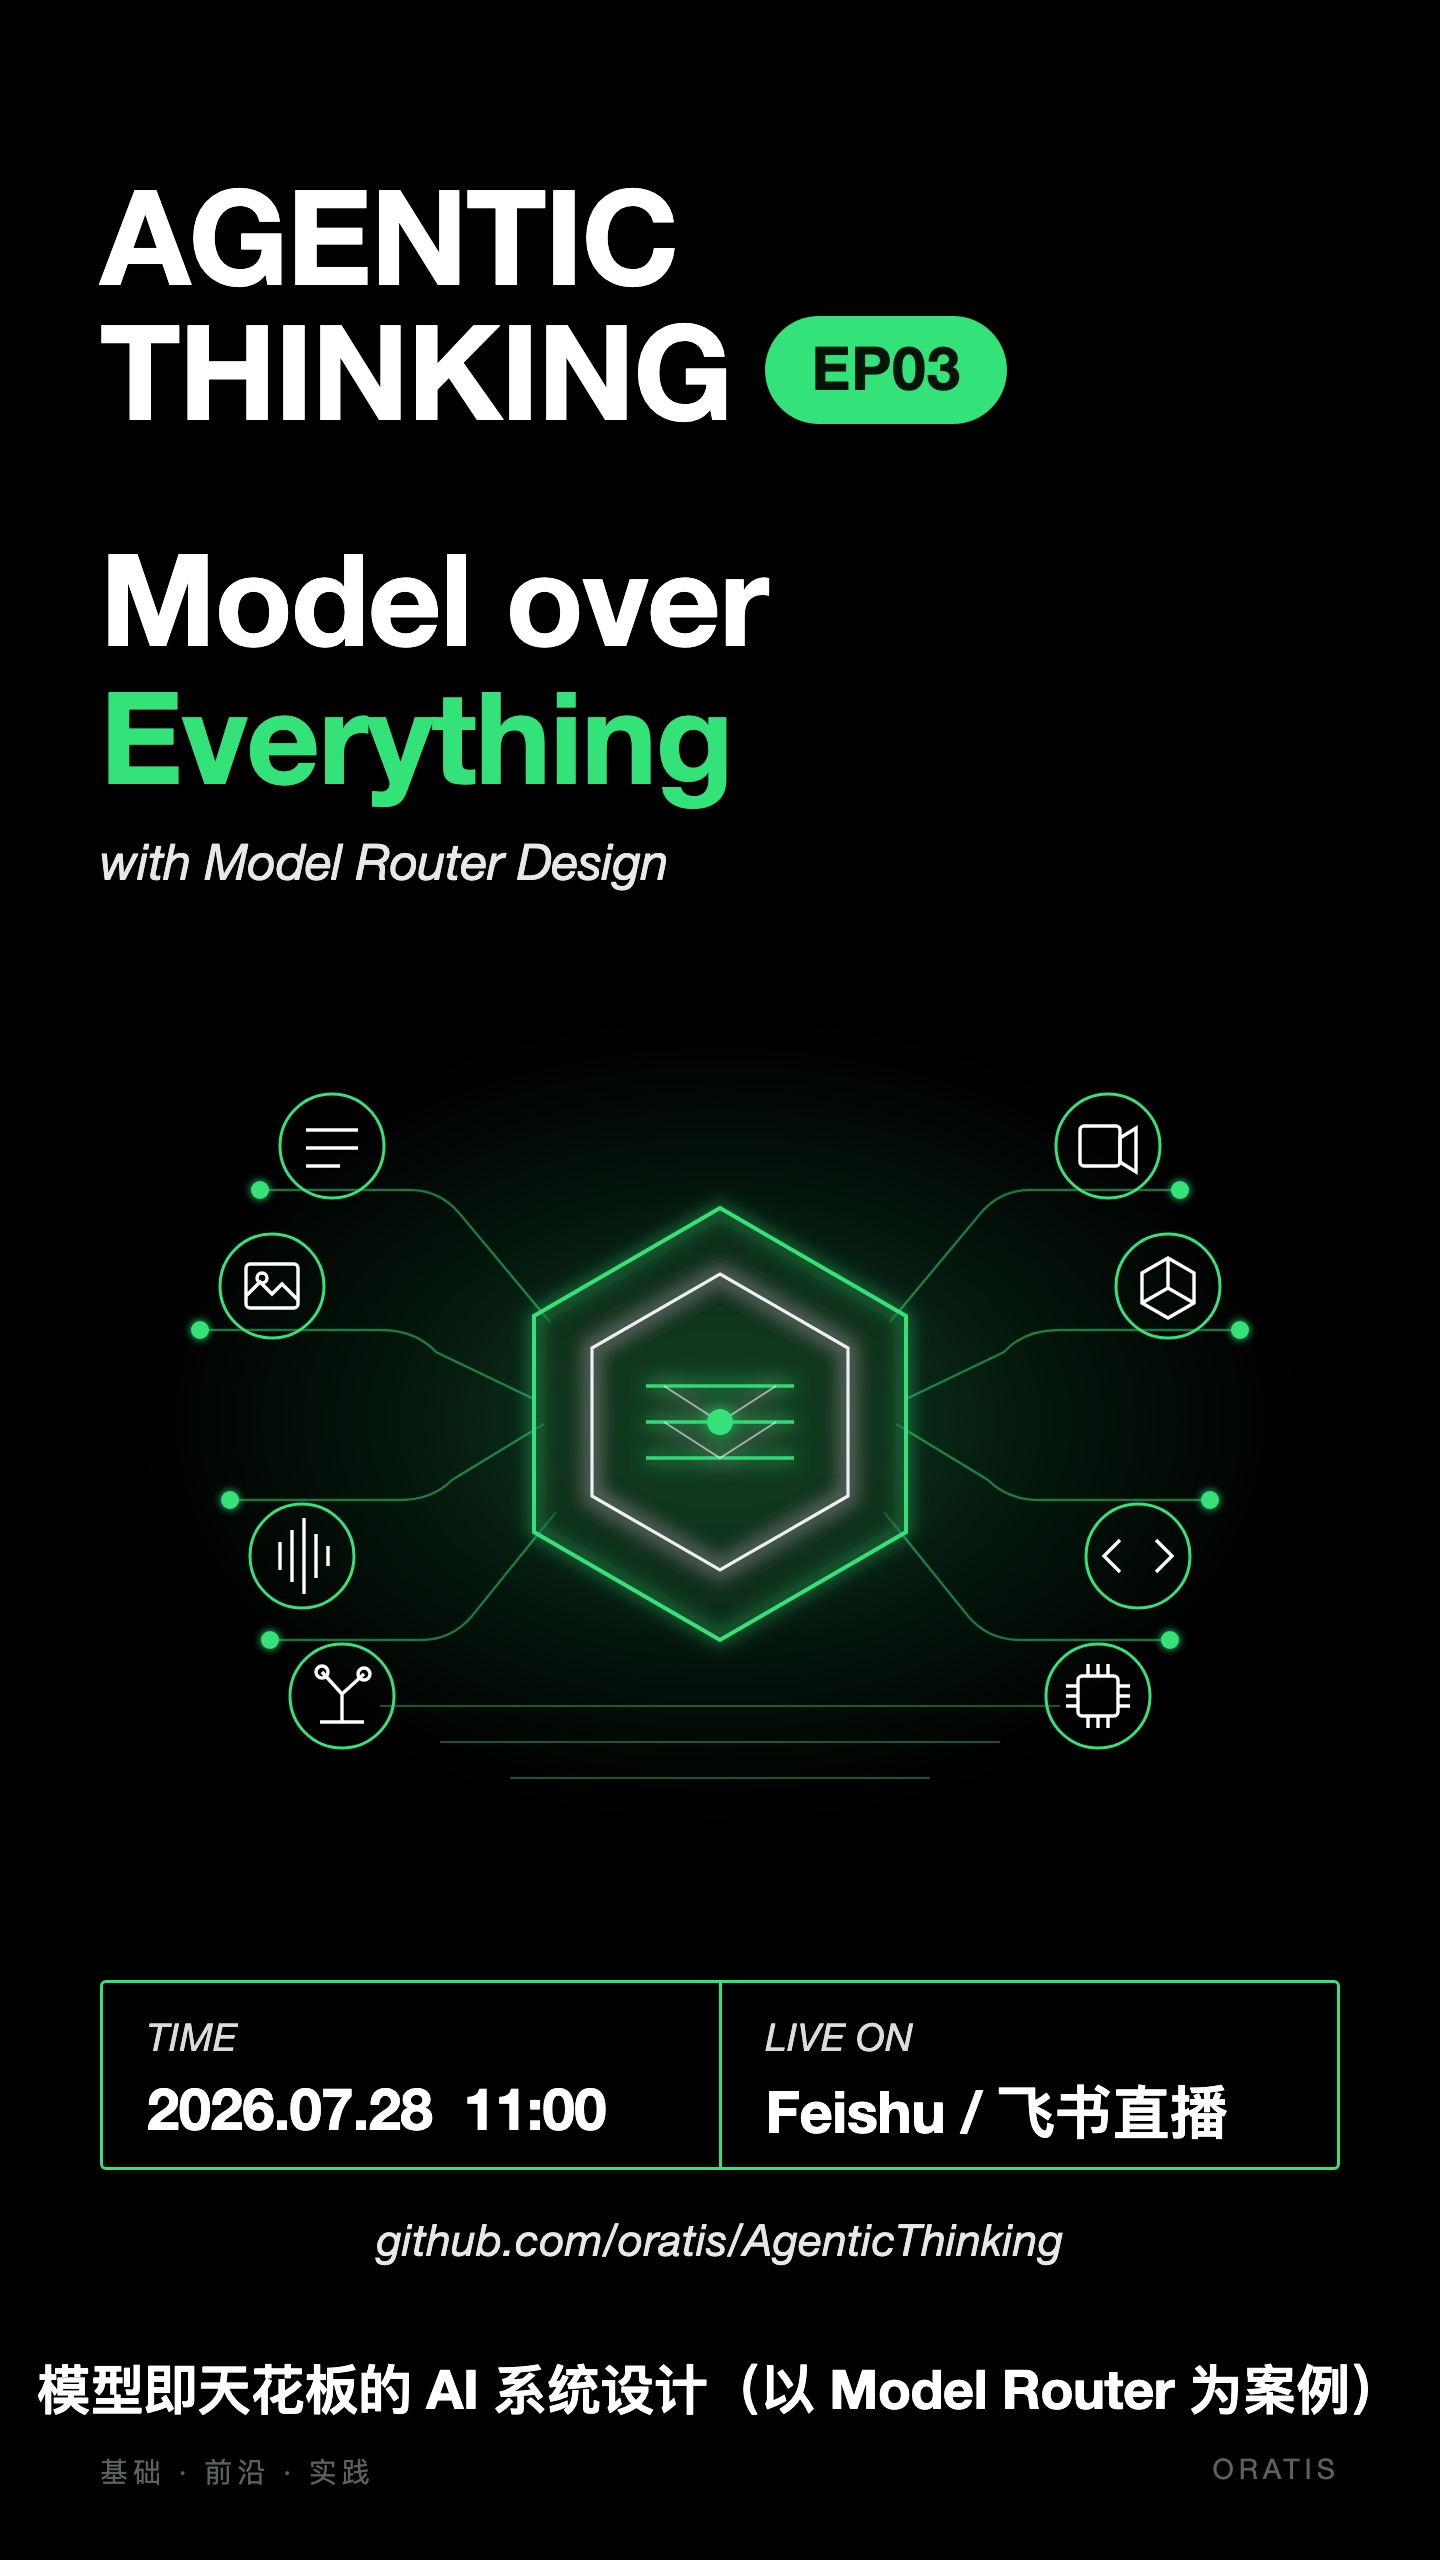 AGENTIC
THINKING EP03
Model over
Everything
with Model Router Design
TIME
2026.07.28 11:00
LIVE ON
Feishu / 飞书直播
github.com/oratis/AgenticThinking
模型即天花板的 AI 系统设计（以 Model Router 为案例）
基础 · 前沿 · 实践
ORATIS